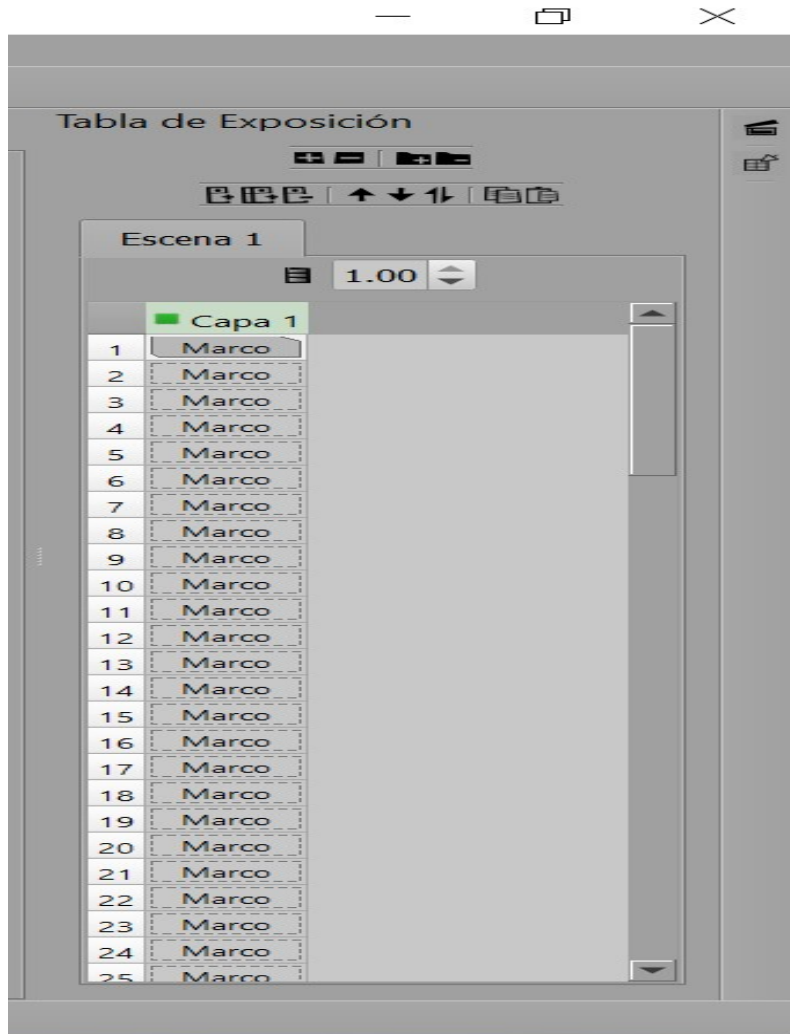 Tabla de Exposición
Escena 1
1.00
Capa 1
1 Marco
2 Marco
3 Marco
4 Marco
5 Marco
6 Marco
7 Marco
8 Marco
9 Marco
10 Marco
11 Marco
12 Marco
13 Marco
14 Marco
15 Marco
16 Marco
17 Marco
18 Marco
19 Marco
20 Marco
21 Marco
22 Marco
23 Marco
24 Marco
25 Marco